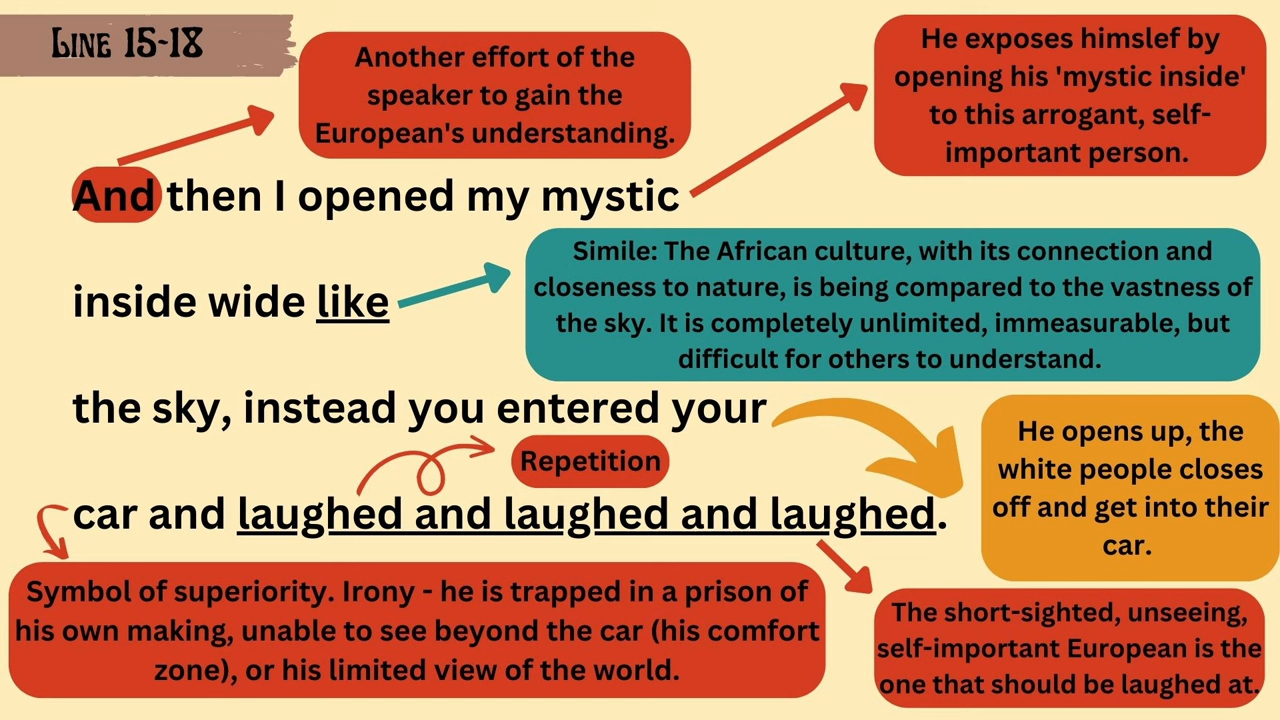 LINE 15-18
Another effort of the
speaker to gain the
European's understanding.
He exposes himslef by
opening his 'mystic inside'
to this arrogant, self-
important person.
And then I opened my mystic
Simile: The African culture, with its connection and
closeness to nature, is being compared to the vastness of
the sky. It is completely unlimited, immeasurable, but
difficult for others to understand.
inside wide like
the sky, instead you entered your
He opens up, the
white people closes
off and get into their
car.
Repetition
car and laughed and laughed and laughed.
Symbol of superiority. Irony - he is trapped in a prison of
his own making, unable to see beyond the car (his comfort
zone), or his limited view of the world.
The short-sighted, unseeing,
self-important European is the
one that should be laughed at.